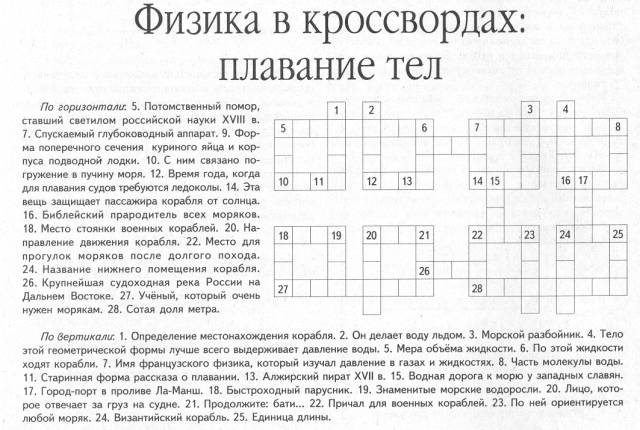 Физика в кроссвордах:
плавание тел
По горизонтали: 5. Потомственный помор,
ставший светилом российской науки XVIII в.
7. Спускаемый глубоководный аппарат. 9. Фор-
ма поперечного сечения куриного яйца и кор-
пуса подводной лодки. 10. С ним связано по-
гружение в пучину моря. 12. Время года, когда
для плавания судов требуются ледоколы. 14. Эта
вещь защищает пассажира корабля от солнца.
16. Библейский прародитель всех моряков.
18. Место стоянки военных кораблей. 20. На-
правление движения корабля. 22. Место для
прогулок моряков после долгого похода.
24. Название нижнего помещения корабля.
26. Крупнейшая судоходная река России на
Дальнем Востоке. 27. Учёный, который очень
нужен морякам. 28. Сотая доля метра.
1 2 3 4
5 6 7 8
10 11 12 13 14 15 16 17
18 19 20 21 22 23 24 25
26
27 28
По вертикали: 1. Определение местонахождения корабля. 2. Он делает воду льдом. 3. Морской разбойник. 4. Тело
этой геометрической формы лучше всего выдерживает давление воды. 5. Мера объёма жидкости. 6. По этой жидкости
ходят корабли. 7. Имя французского физика, который изучал давление в газах и жидкостях. 8. Часть молекулы воды.
11. Старинная форма рассказа о плавании. 13. Алжирский пират XVII в. 15. Водная дорога к морю у западных славян.
17. Город-порт в проливе Ла-Манш. 18. Быстроходный парусник. 19. Знаменитые морские водоросли. 20. Лицо, кото-
рое отвечает за груз на судне. 21. Продолжите: бати... 22. Причал для военных кораблей. 23. По ней ориентируется
любой моряк. 24. Византийский корабль. 25. Единица длины.